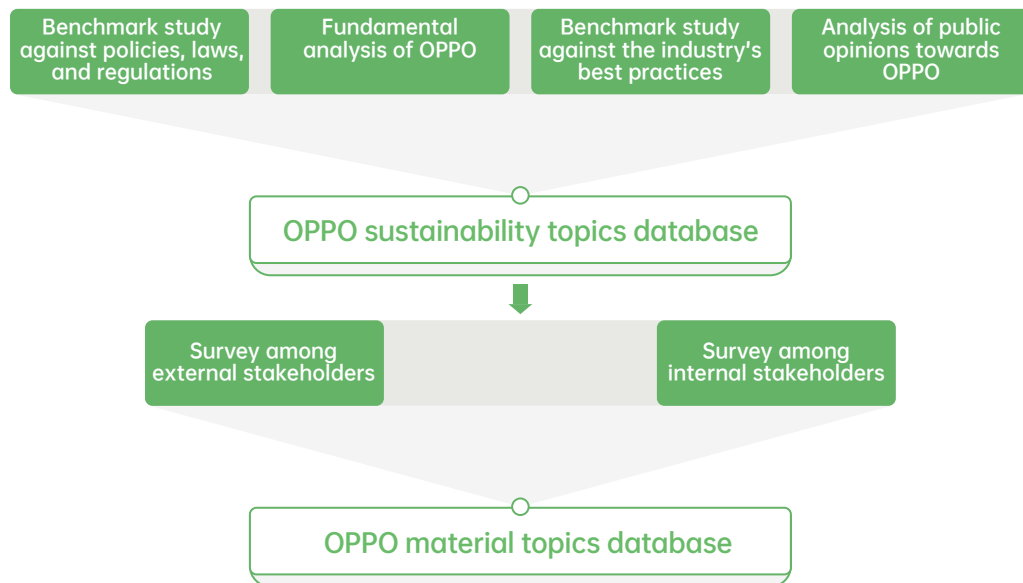 Benchmark study
against policies, laws,
and regulations
Fundamental
analysis of OPPO
Benchmark study
against the industry's
best practices
Analysis of public
opinions towards
OPPO
OPPO sustainability topics database
Survey among
external stakeholders
Survey among
internal stakeholders
OPPO material topics database